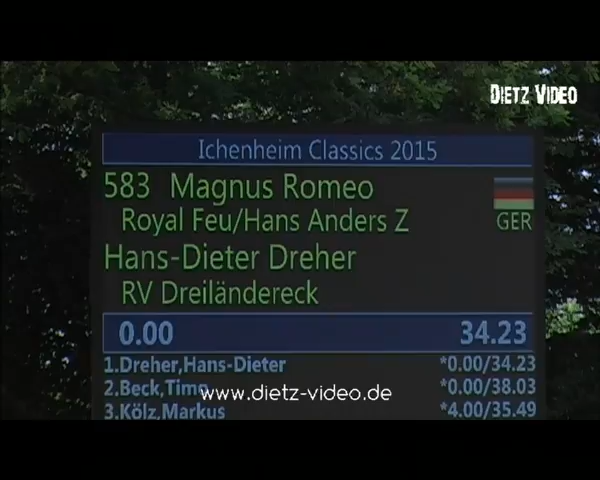 DIETZ VIDEO
Ichenheim Classics 2015
583 Magnus Romeo
Royal Feu/Hans Anders Z
GER
Hans-Dieter Dreher
RV Dreiländereck
0.00 34.23
1.Dreher,Hans-Dieter *0.00/34.23
2.Beck,Timo *0.00/38.03
www.dietz-video.de
3.Kölz,Markus *4.00/35.49